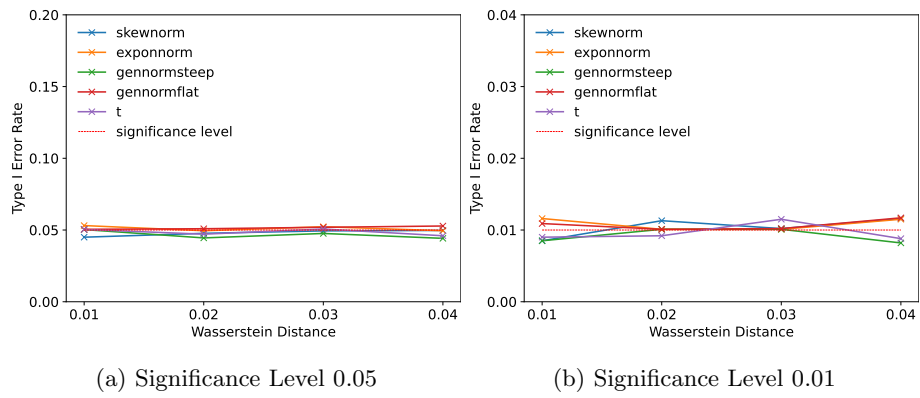 0.20
0.15
0.10
0.05
0.00
Type I Error Rate
skewnorm
exponnorm
gennormsteep
gennormflat
t
significance level
0.01 0.02 0.03 0.04
Wasserstein Distance
(a) Significance Level 0.05
0.04
0.03
0.02
0.01
0.00
Type I Error Rate
skewnorm
exponnorm
gennormsteep
gennormflat
t
significance level
0.01 0.02 0.03 0.04
Wasserstein Distance
(b) Significance Level 0.01